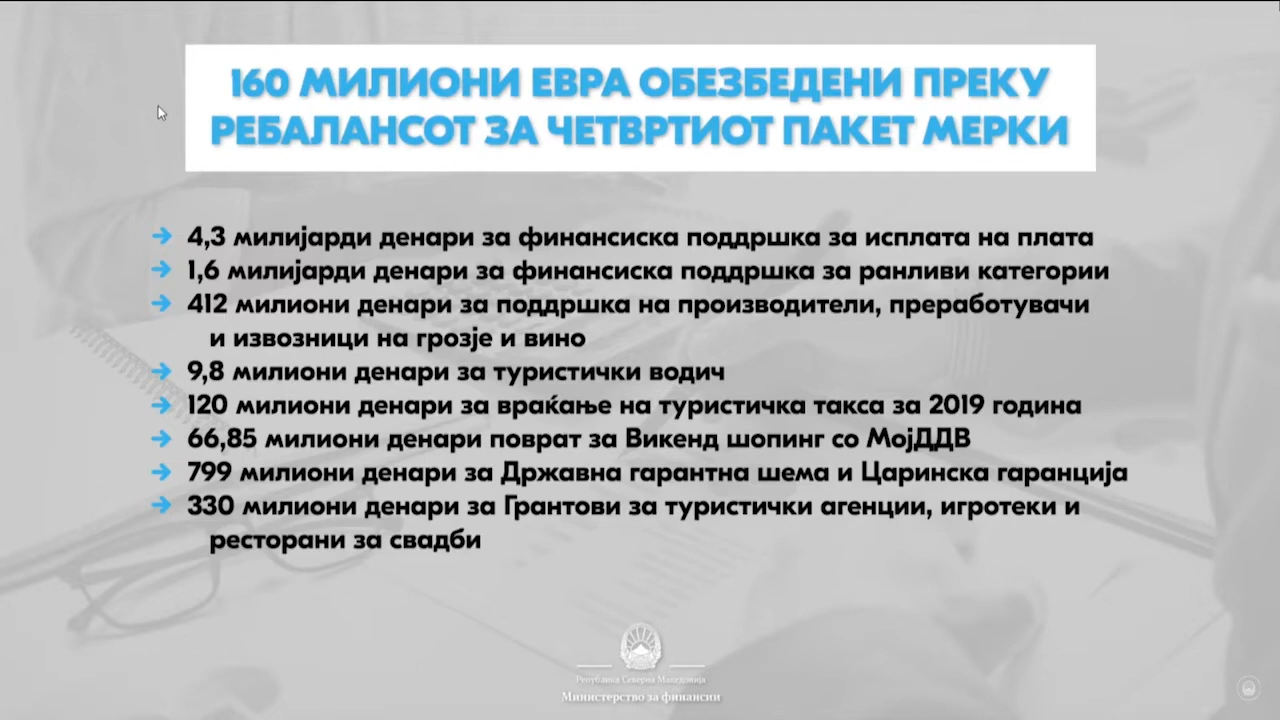 160 МИЛИОНИ ЕВРА ОБЕЗБЕДЕНИ ПРЕКУ
РЕБАЛАНСОТ ЗА ЧЕТВРТИОТ ПАКЕТ МЕРКИ
→ 4,3 милијарди денари за финансиска поддршка за исплата на плата
→ 1,6 милијарди денари за финансиска поддршка за ранливи категории
→ 412 милиони денари за поддршка на производители, преработувачи
и извозници на грозје и вино
→ 9,8 милиони денари за туристички водич
→ 120 милиони денари за враќање на туристичка такса за 2019 година
→ 66,85 милиони денари поврат за Викенд шопинг со МојДДВ
→ 799 милиони денари за Државна гарантна шема и Царинска гаранција
→ 330 милиони денари за Грантови за туристички агенции, игротеки и
ресторани за свадби
Република Северна Македонија
Министерство за финансии